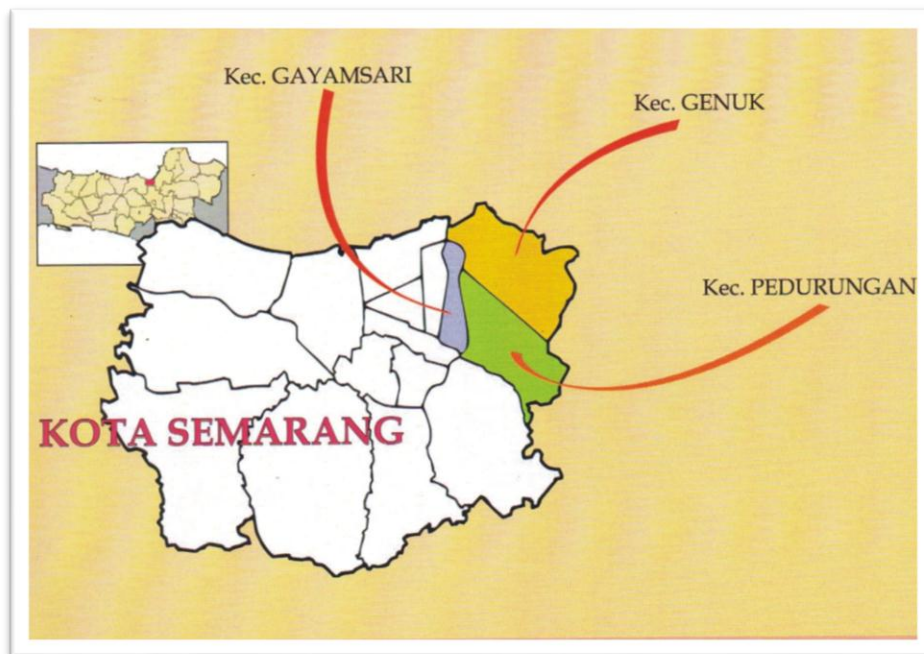 Kec. GAYAMSARI
Kec. GENUK
Kec. PEDURUNGAN
KOTA SEMARANG